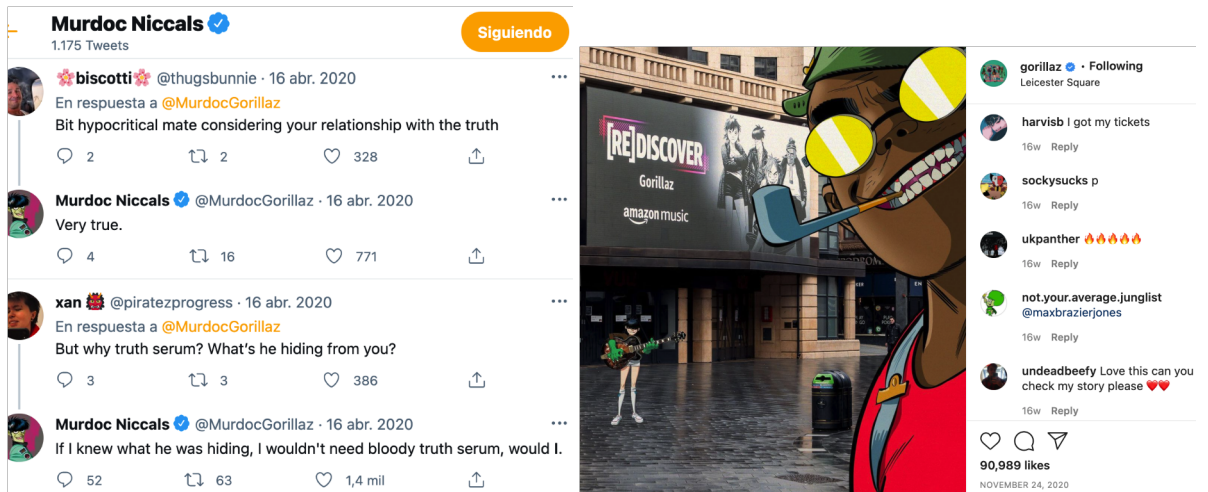 Murdoc Niccals
1.175 Tweets
Siguiendo
🌸biscotti🌸 @thugsbunnie · 16 abr. 2020
En respuesta a @MurdocGorillaz
Bit hypocritical mate considering your relationship with the truth
2 2 328
Murdoc Niccals @MurdocGorillaz · 16 abr. 2020
Very true.
4 16 771
xan 👹 @piratezprogress · 16 abr. 2020
En respuesta a @MurdocGorillaz
But why truth serum? What's he hiding from you?
3 3 386
Murdoc Niccals @MurdocGorillaz · 16 abr. 2020
If I knew what he was hiding, I wouldn't need bloody truth serum, would I.
52 63 1,4 mil
[RE]DISCOVER
Gorillaz
amazon music
gorillaz • Following
Leicester Square
harvisb I got my tickets
16w Reply
sockysucks p
16w Reply
ukpanther 🔥🔥🔥🔥🔥
16w Reply
not.your.average.junglist
@maxbrazierjones
16w Reply
undeadbeefy Love this can you
check my story please ❤️❤️
16w Reply
90,989 likes
NOVEMBER 24, 2020